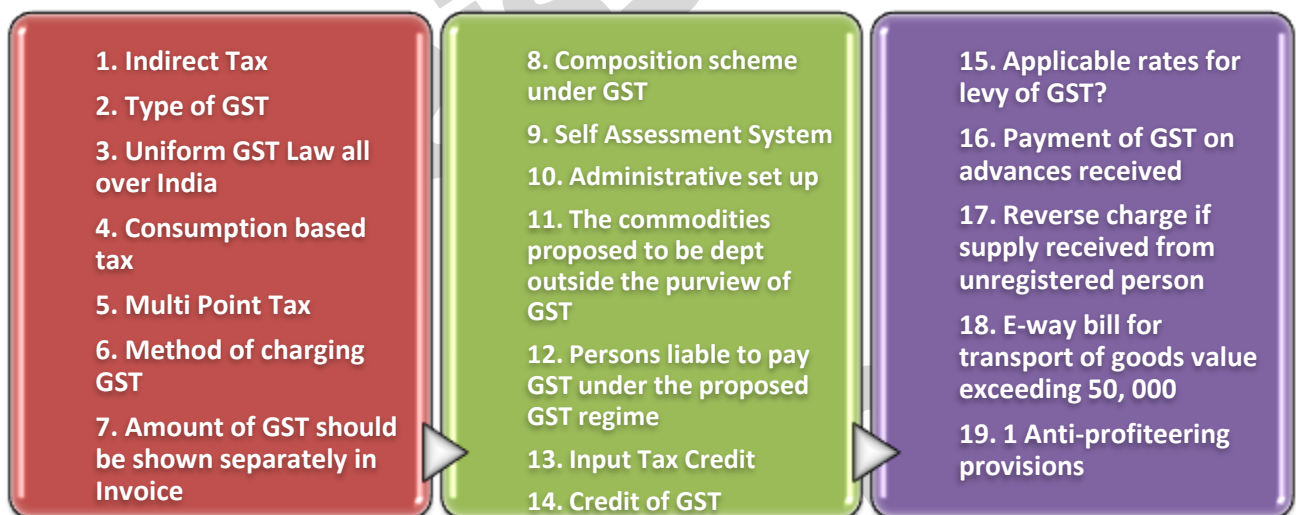 1. Indirect Tax
2. Type of GST
3. Uniform GST Law all
over India
4. Consumption based
tax
5. Multi Point Tax
6. Method of charging
GST
7. Amount of GST should
be shown separately in
Invoice
8. Composition scheme
under GST
9. Self Assessment System
10. Administrative set up
11. The commodities
proposed to be dept
outside the purview of
GST
12. Persons liable to pay
GST under the proposed
GST regime
13. Input Tax Credit
14. Credit of GST
15. Applicable rates for
levy of GST?
16. Payment of GST on
advances received
17. Reverse charge if
supply received from
unregistered person
18. E-way bill for
transport of goods value
exceeding 50, 000
19. 1 Anti-profiteering
provisions